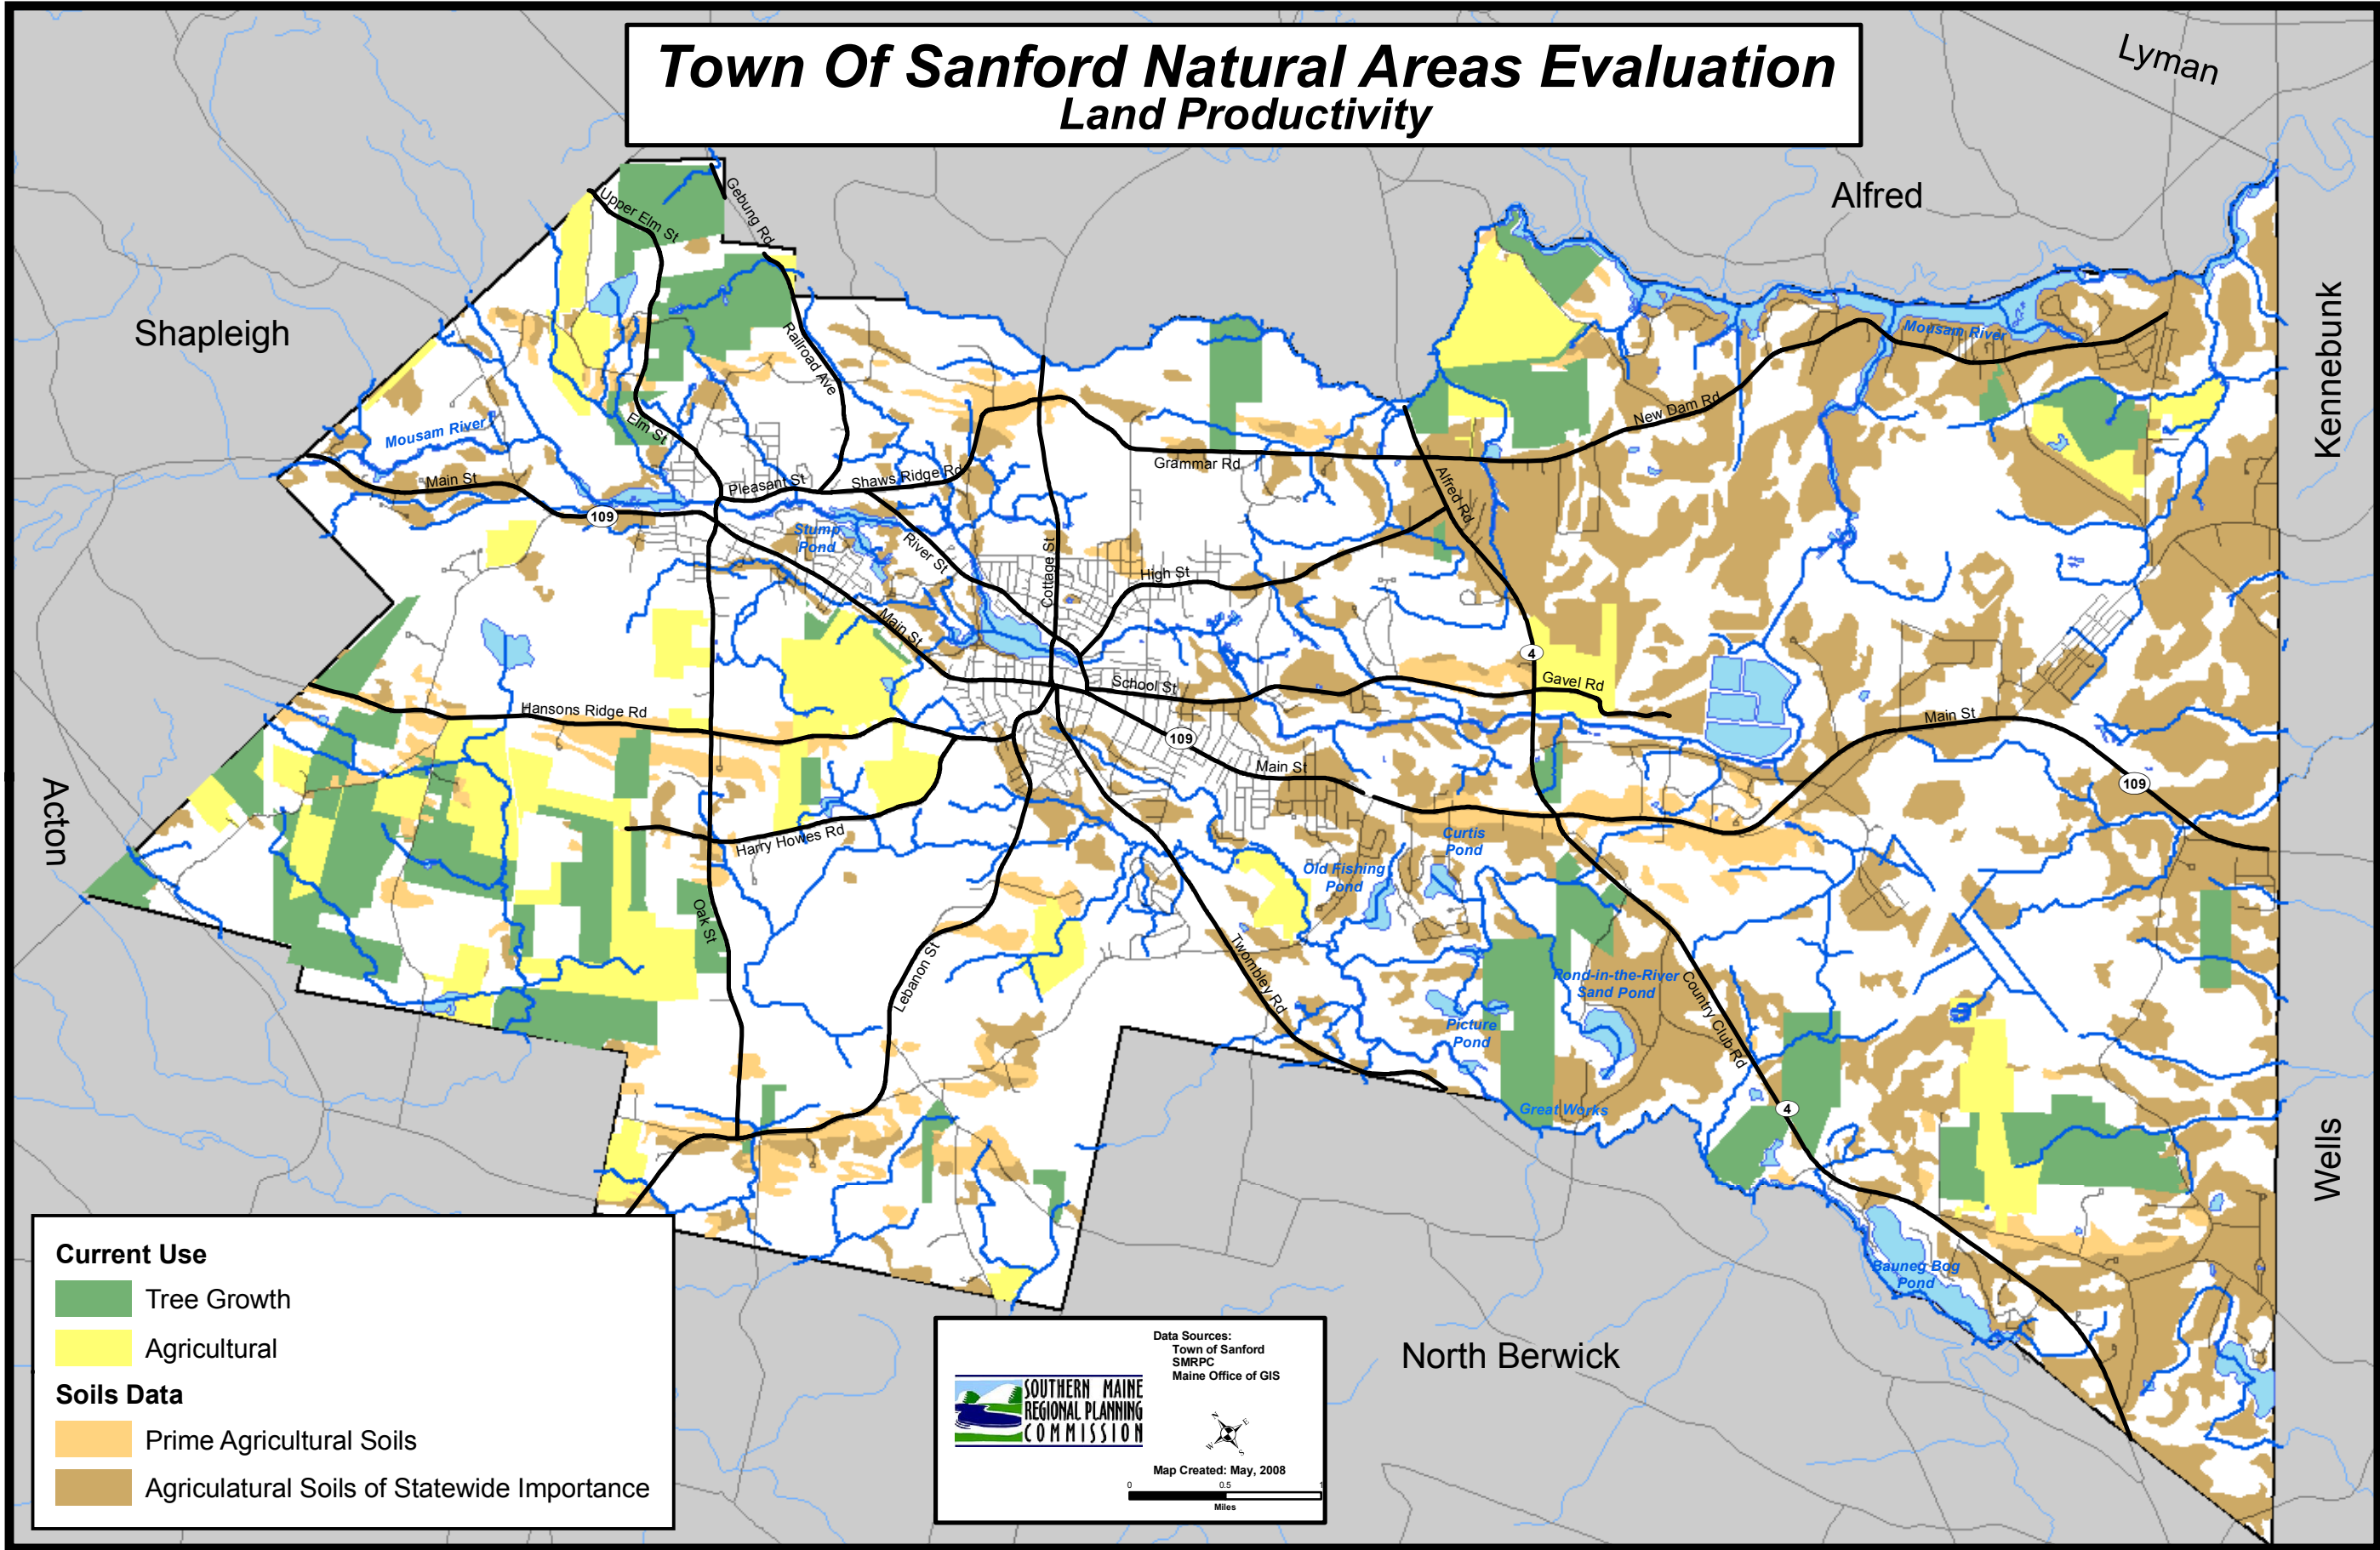 Town Of Sanford Natural Areas Evaluation
Land Productivity
Lyman
Alfred
Shapleigh
Kennebunk
Acton
Wells
North Berwick
Upper Elm St
Gebung Rd
Railroad Ave
Elm St
Mousam River
Main St
109
Pleasant St
Shaws Ridge Rd
Stump
Pond
River St
Cottage St
High St
Grammar Rd
Alfred Rd
New Dam Rd
Mousam River
Main St
Hansons Ridge Rd
School St
4
Gavel Rd
109
Main St
Main St
109
Harry Howes Rd
Oak St
Lebanon St
Twombley Rd
Old Fishing
Pond
Curtis
Pond
Picture
Pond
Pond-in-the-River
Sand Pond
Country Club Rd
Great Works
4
Bauneg Bog
Pond
Current Use
Tree Growth
Agricultural
Soils Data
Prime Agricultural Soils
Agriculatural Soils of Statewide Importance
SOUTHERN MAINE
REGIONAL PLANNING
COMMISSION
Data Sources:
Town of Sanford
SMRPC
Maine Office of GIS
N
E
W
S
Map Created: May, 2008
0 0.5 1
Miles